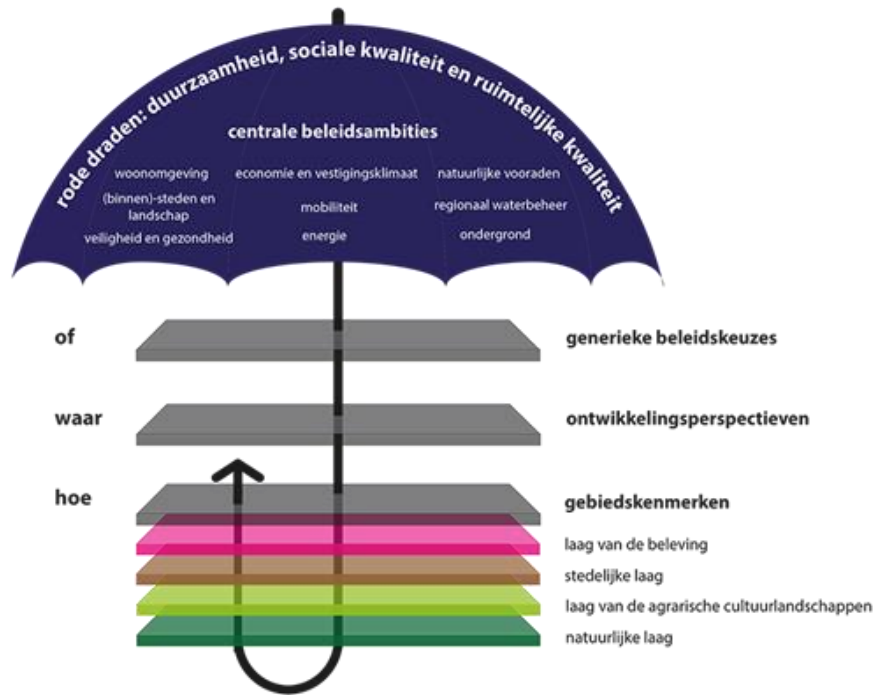 rode draden: duurzaamheid, sociale kwaliteit en ruimtelijke kwaliteit
centrale beleidsambities
woonomgeving
economie en vestigingsklimaat
natuurlijke vooraden
(binnen)-steden en
landschap
mobiliteit
regionaal waterbeheer
veiligheid en gezondheid
energie
ondergrond
of
generieke beleidskeuzes
waar
ontwikkelingsperspectieven
hoe
gebiedskenmerken
laag van de beleving
stedelijke laag
laag van de agrarische cultuurlandschappen
natuurlijke laag